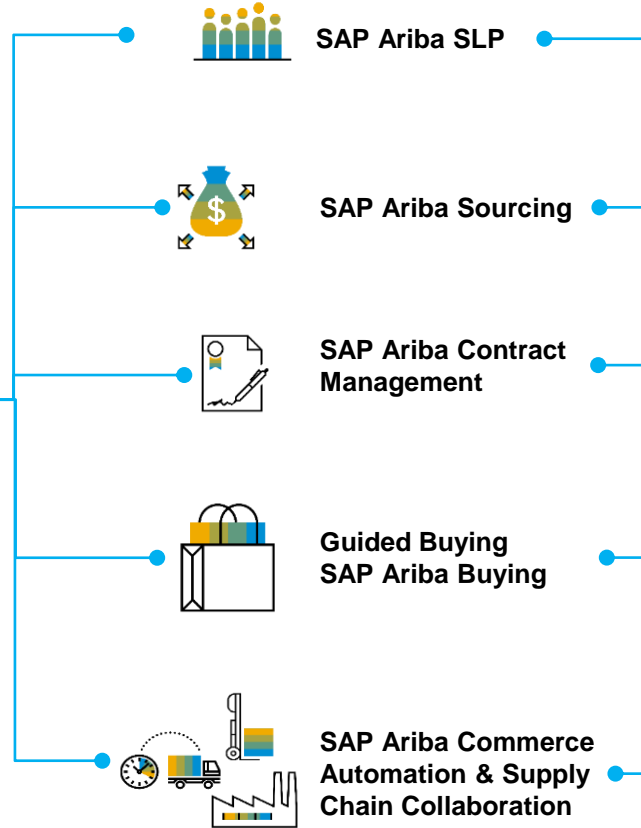 SAP Ariba SLP
$
SAP Ariba Sourcing
SAP Ariba Contract
Management
Guided Buying
SAP Ariba Buying
SAP Ariba Commerce
Automation & Supply
Chain Collaboration